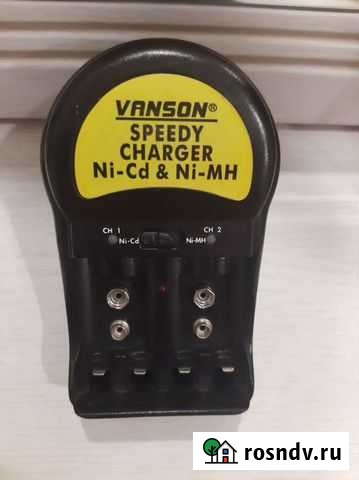 VANSON®
SPEEDY
CHARGER
Ni-Cd & Ni-MH
CH 1
CH 2
Ni-Cd
Ni-MH
rosndv.ru